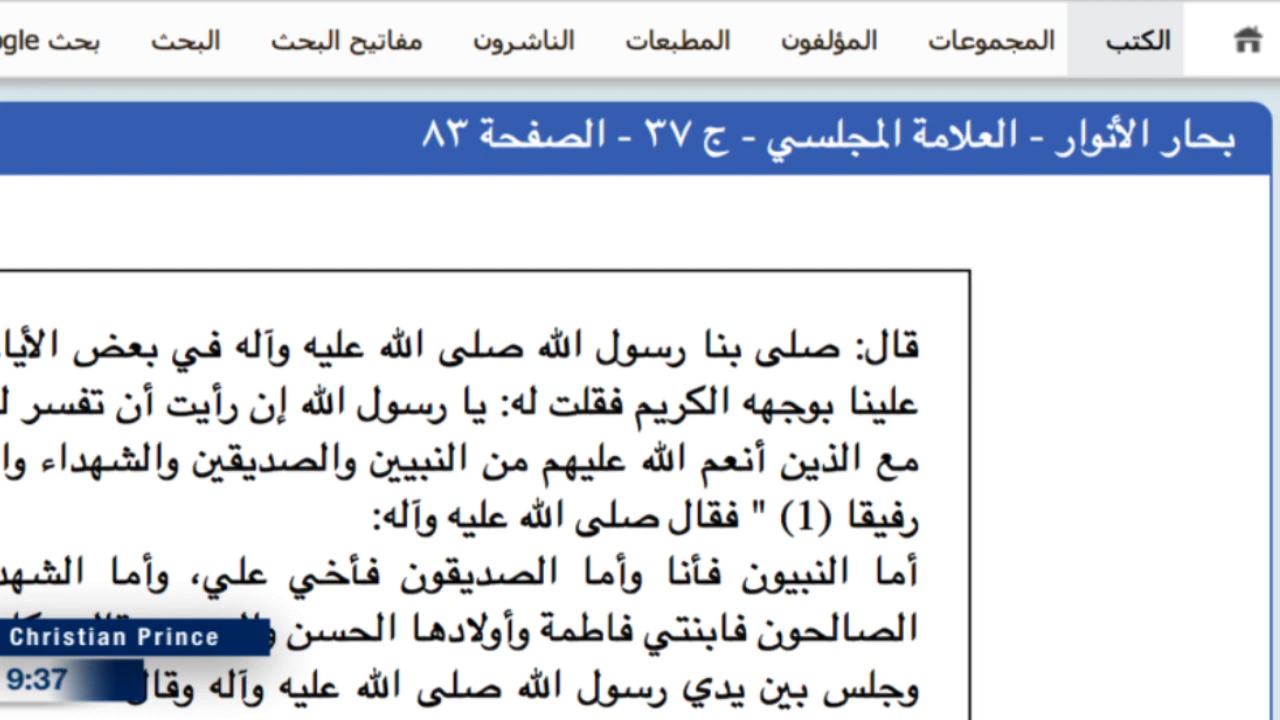 الكتب المجموعات المؤلفون المطبعات الناشرون مفاتيح البحث البحث بحث
بحار الأنوار - العلامة المجلسي - ج ٣٧ - الصفحة ٨٣
قال: صلى بنا رسول الله صلى الله عليه وآله في بعض
علينا بوجهه الكريم فقلت له: يا رسول الله إن رأيت أن تفسر
مع الذين أنعم الله عليهم من النبيين والصديقين والشهداء
رفيقا (1) " فقال صلى الله عليه وآله:
أما النبيون فأنا وأما الصديقون فأخي علي، وأما
الصالحون فابنتي فاطمة وأولادها الحسن
وجلس بين يدي رسول الله صلى الله عليه وآله وقال
Christian Prince
9:37